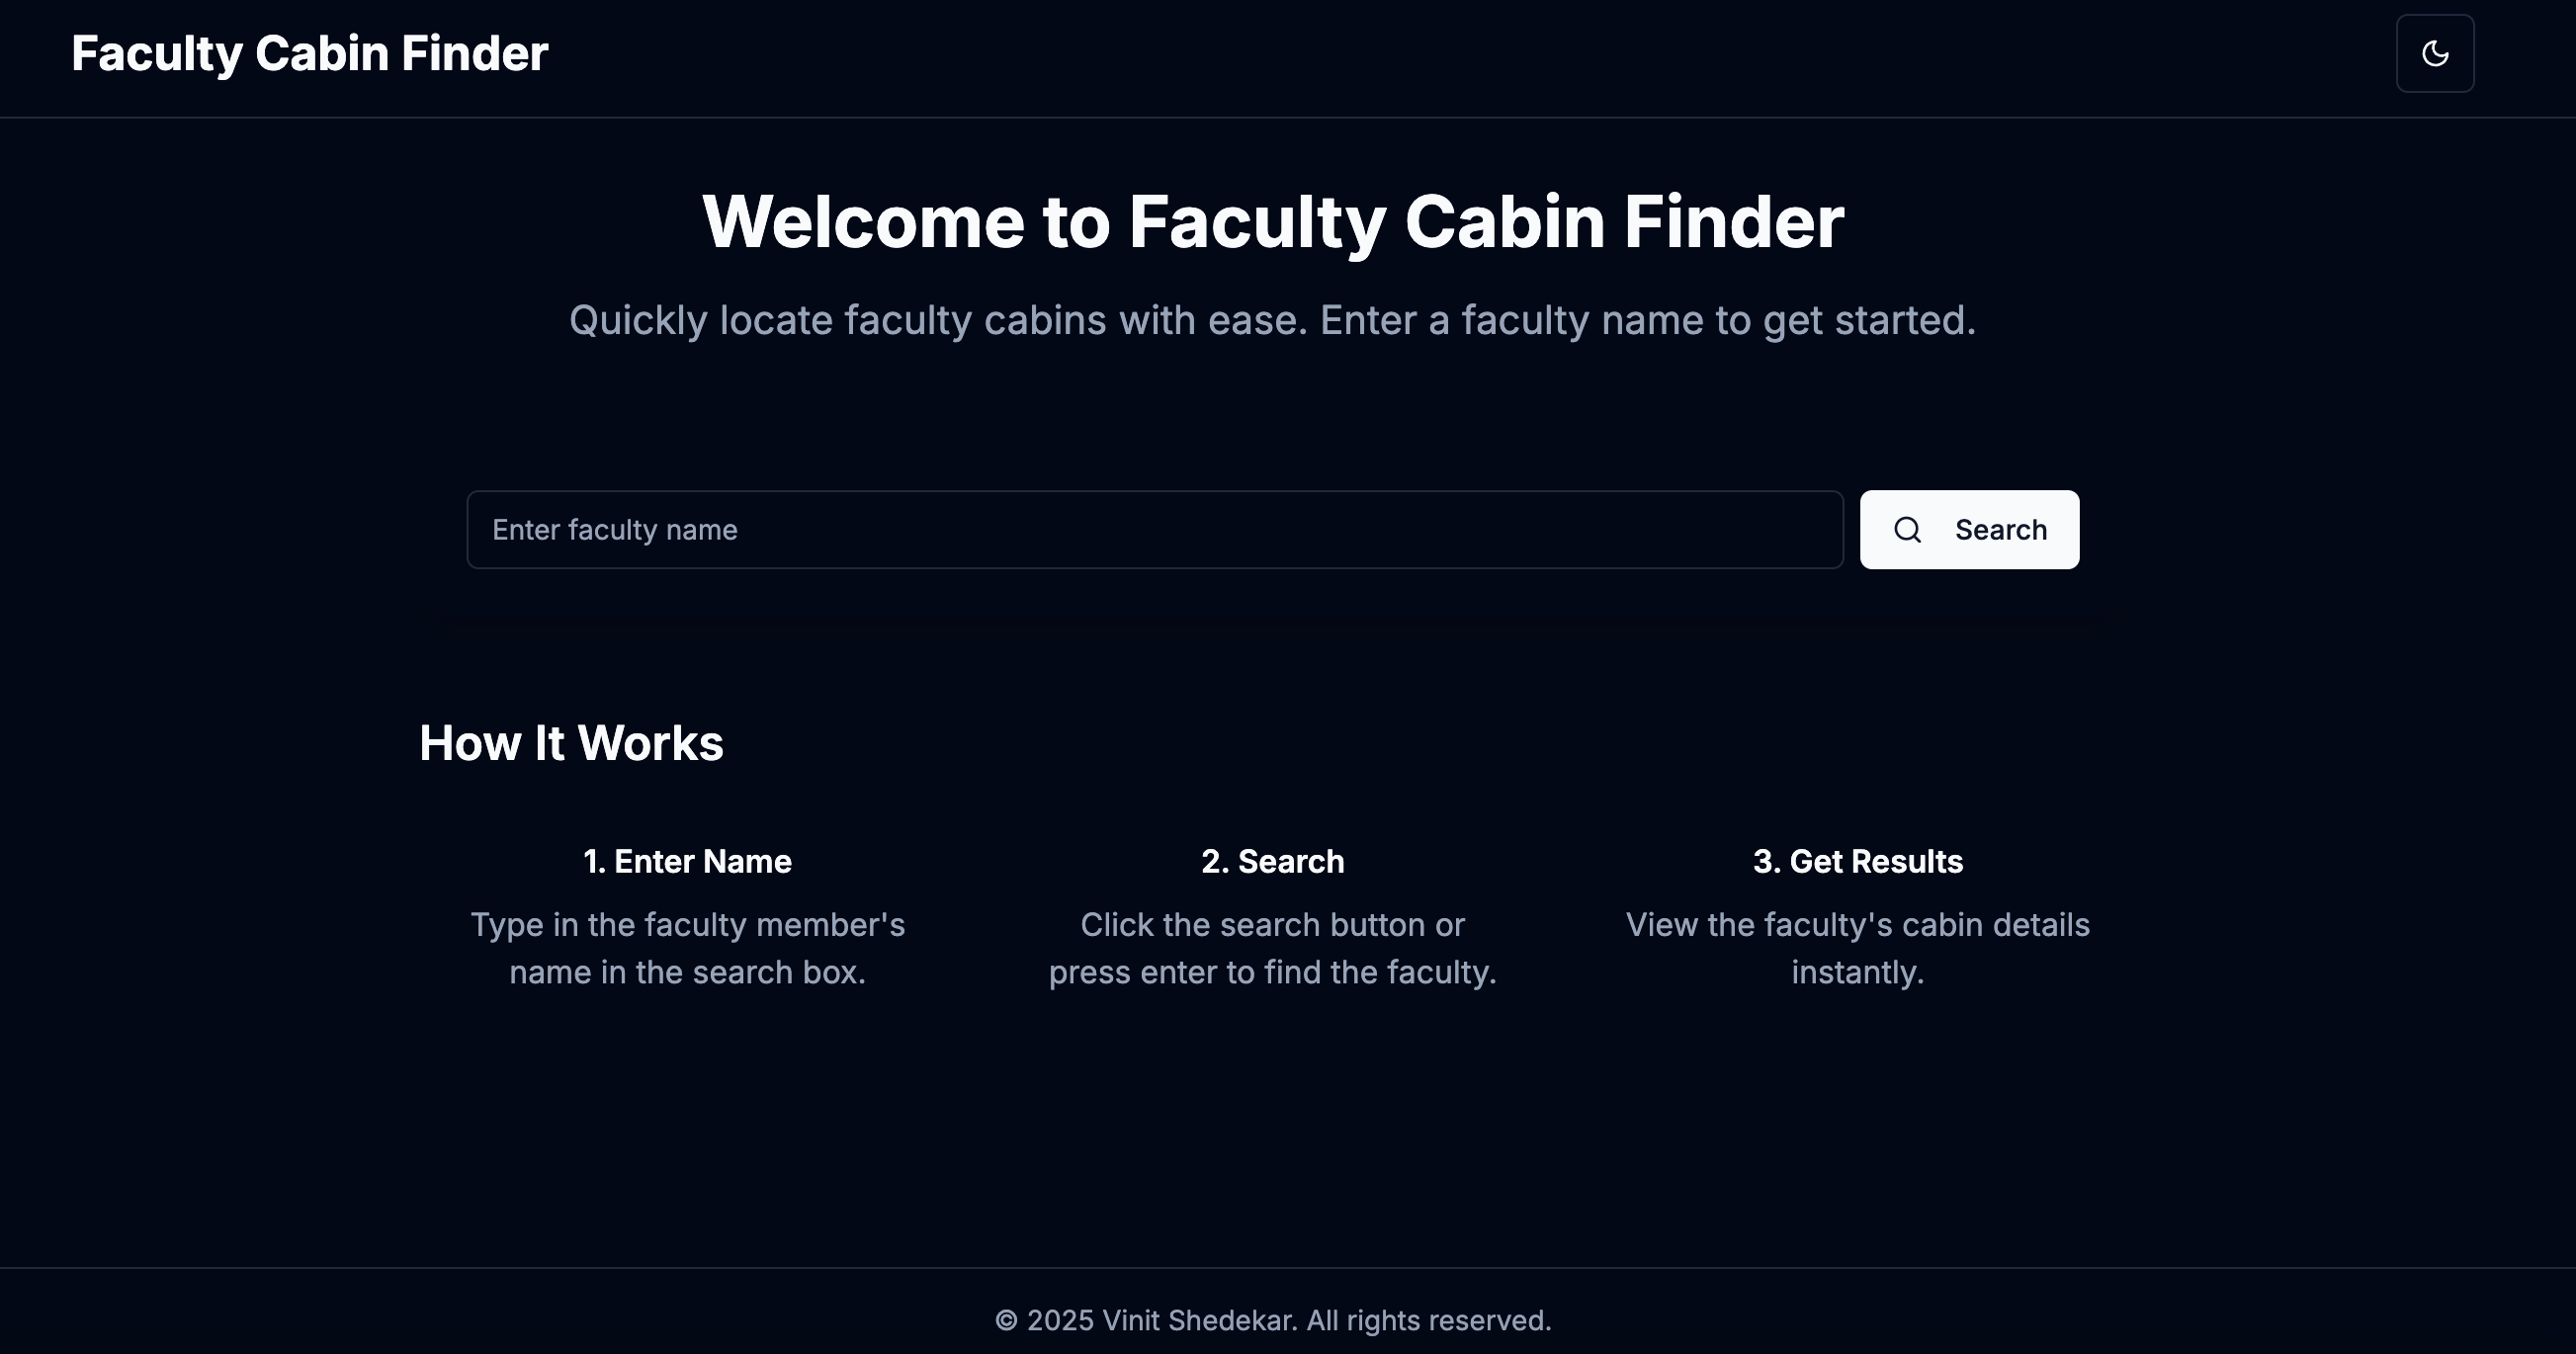 Faculty Cabin Finder
Welcome to Faculty Cabin Finder
Quickly locate faculty cabins with ease. Enter a faculty name to get started.
Enter faculty name
Search
How It Works
1. Enter Name
Type in the faculty member's
name in the search box.
2. Search
Click the search button or
press enter to find the faculty.
3. Get Results
View the faculty's cabin details
instantly.
© 2025 Vinit Shedekar. All rights reserved.